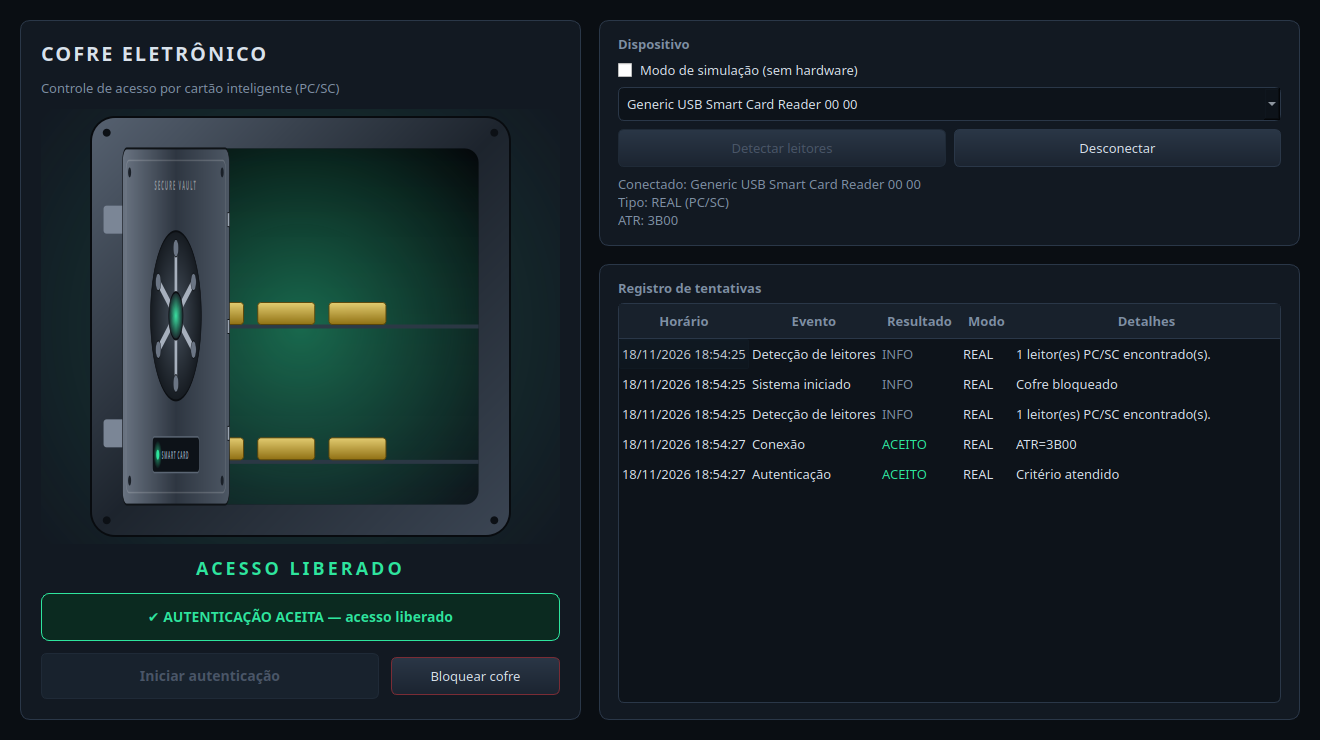 COFRE ELETRÔNICO
Controle de acesso por cartão inteligente (PC/SC)
SECURE VAULT
SMART CARD
ACESSO LIBERADO
✔ AUTENTICAÇÃO ACEITA — acesso liberado
Iniciar autenticação
Bloquear cofre
Dispositivo
Modo de simulação (sem hardware)
Generic USB Smart Card Reader 00 00
Detectar leitores
Desconectar
Conectado: Generic USB Smart Card Reader 00 00
Tipo: REAL (PC/SC)
ATR: 3B00
Registro de tentativas
Horário Evento Resultado Modo Detalhes
18/11/2026 18:54:25 Detecção de leitores INFO REAL 1 leitor(es) PC/SC encontrado(s).
18/11/2026 18:54:25 Sistema iniciado INFO REAL Cofre bloqueado
18/11/2026 18:54:25 Detecção de leitores INFO REAL 1 leitor(es) PC/SC encontrado(s).
18/11/2026 18:54:27 Conexão ACEITO REAL ATR=3B00
18/11/2026 18:54:27 Autenticação ACEITO REAL Critério atendido